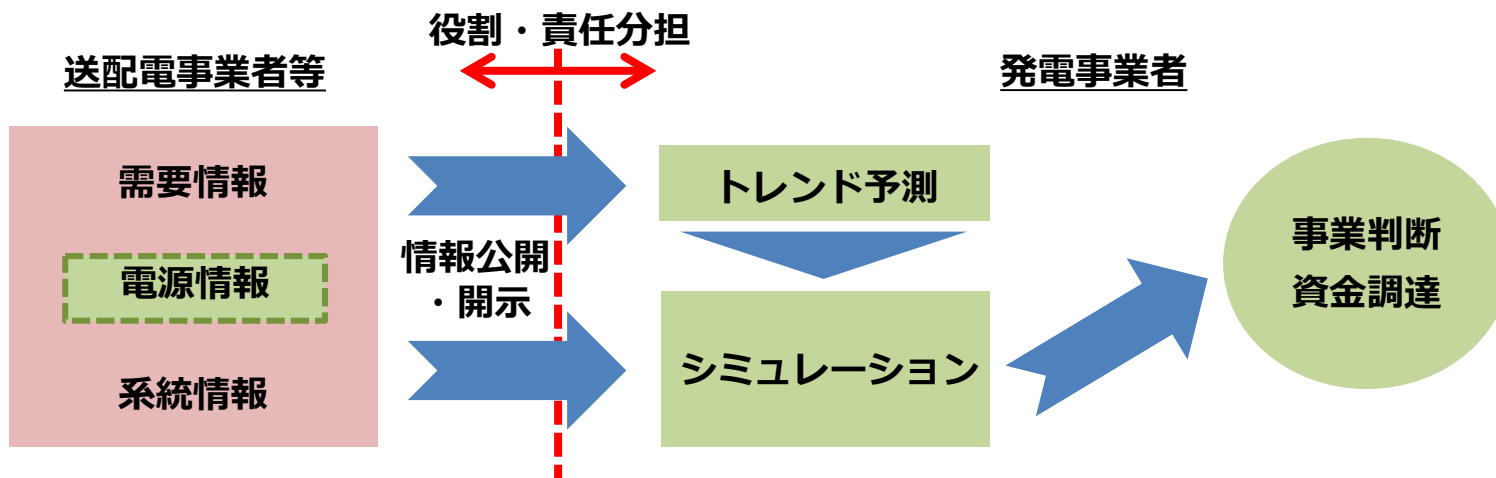 役割・責任分担
送配電事業者等
発電事業者
需要情報
電源情報
系統情報
情報公開
・開示
トレンド予測
シミュレーション
事業判断
資金調達